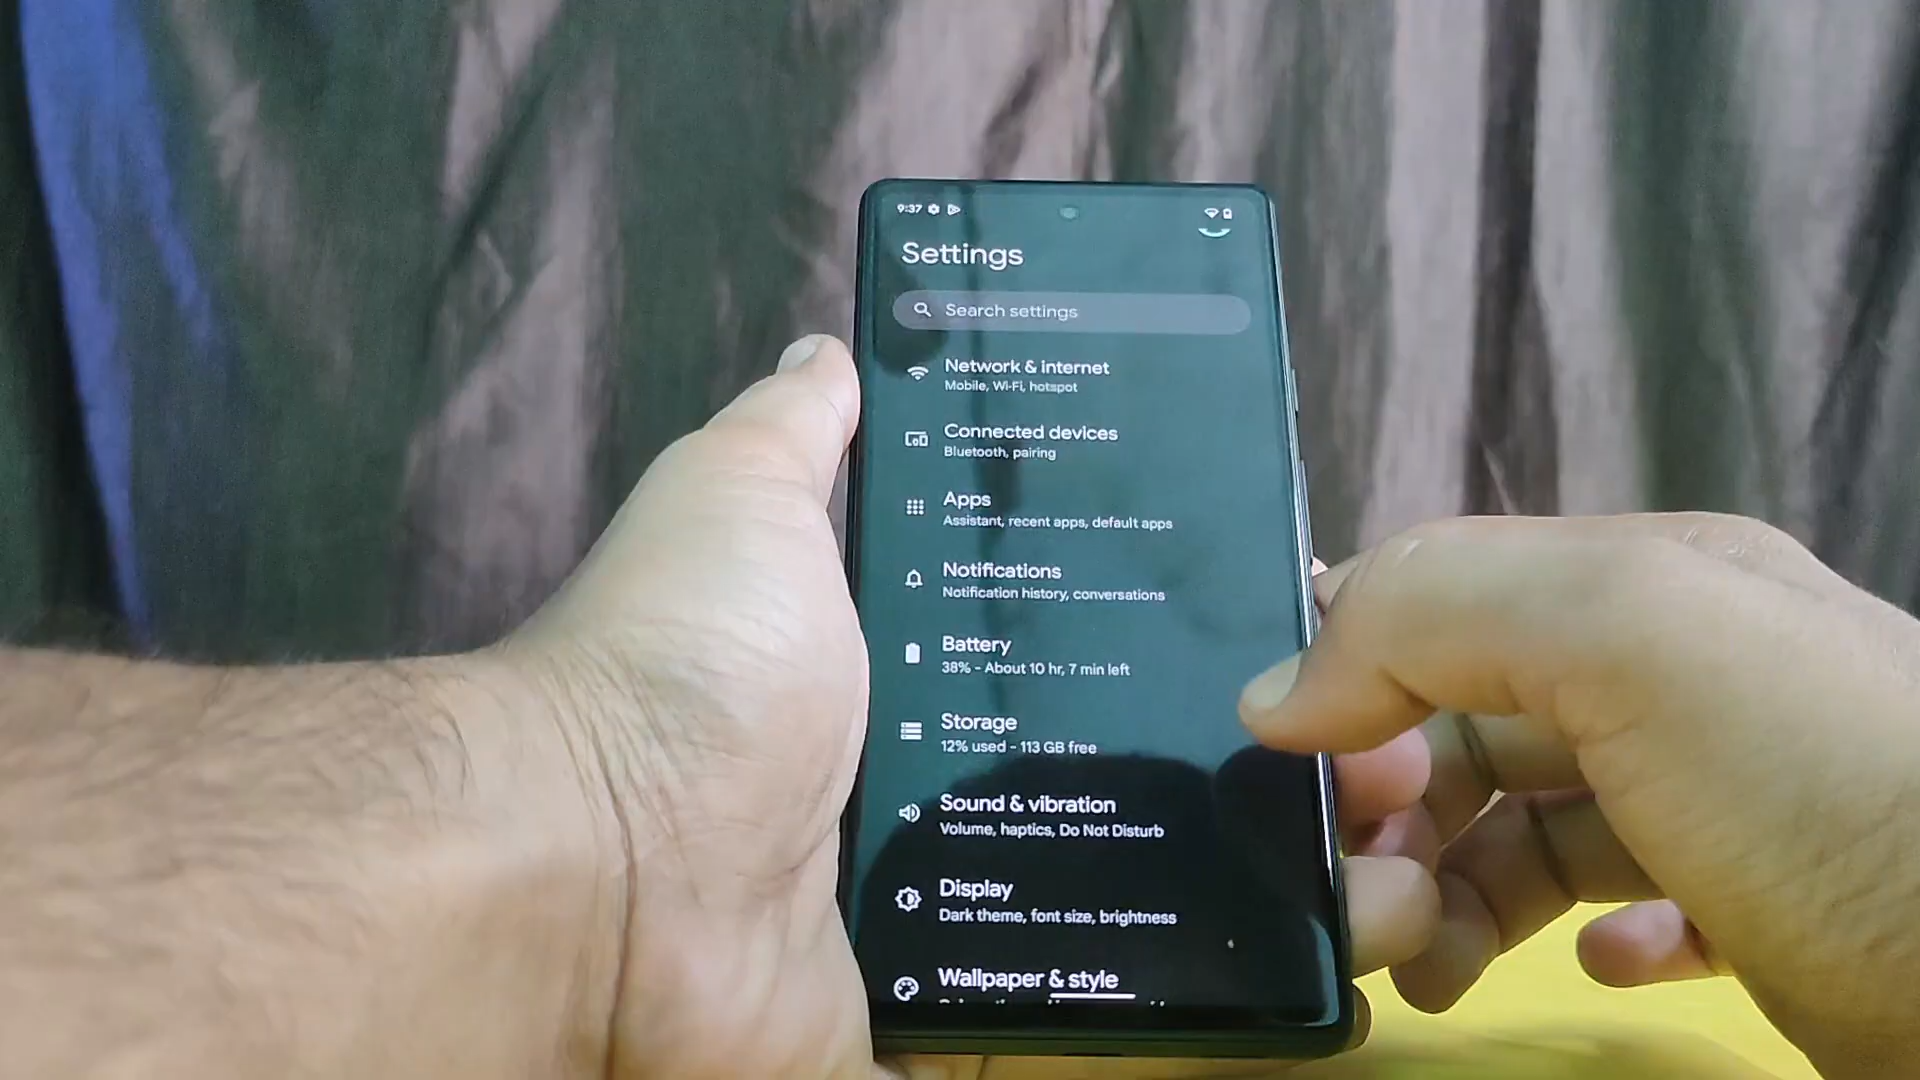 9:37
Settings
Search settings
Network & internet
Mobile, Wi-Fi, hotspot
Connected devices
Bluetooth, pairing
Apps
Assistant, recent apps, default apps
Notifications
Notification history, conversations
Battery
38% - About 10 hr, 7 min left
Storage
12% used - 113 GB free
Sound & vibration
Volume, haptics, Do Not Disturb
Display
Dark theme, font size, brightness
Wallpaper & style